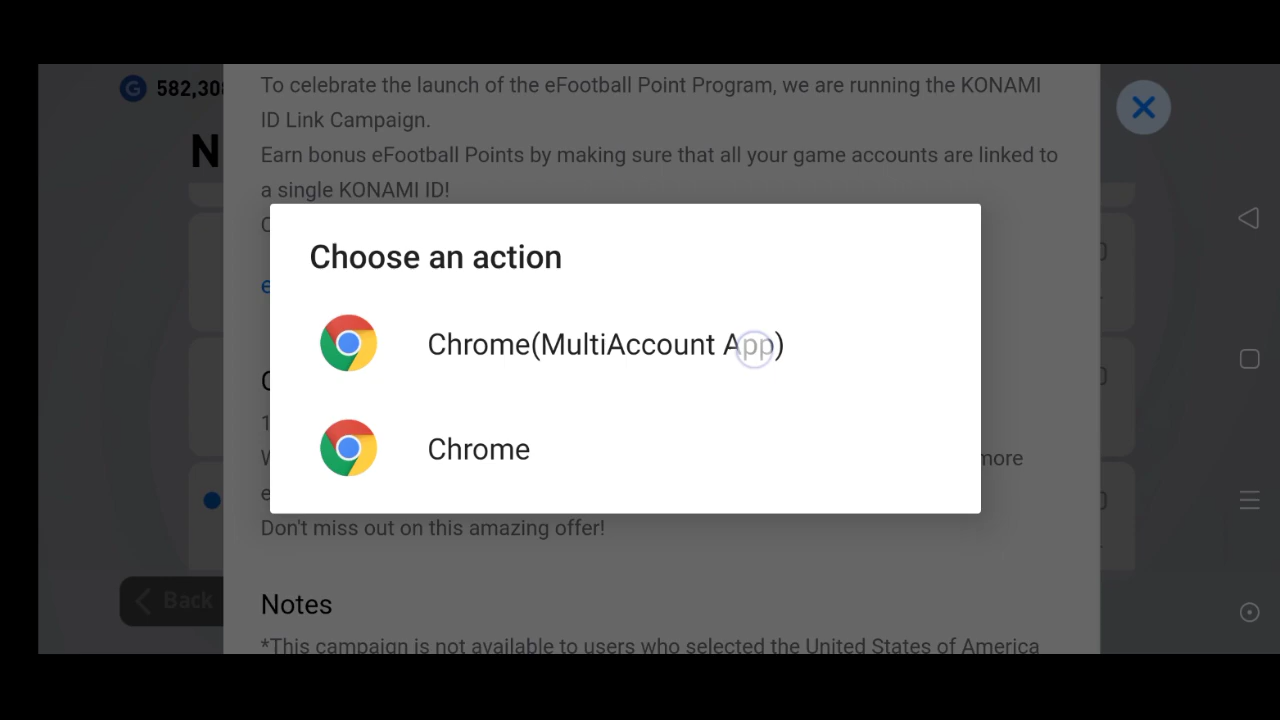 582,30
To celebrate the launch of the eFootball Point Program, we are running the KONAMI
ID Link Campaign.
N
Earn bonus eFootball Points by making sure that all your game accounts are linked to
a single KONAMI ID!
Choose an action
Chrome(MultiAccount App)
Chrome
more
Don't miss out on this amazing offer!
Back
Notes
*This campaign is not available to users who selected the United States of America